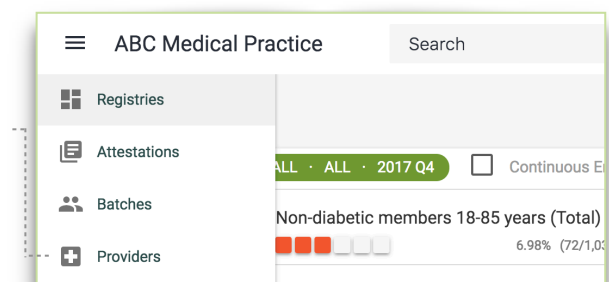 ABC Medical Practice
Search
Registries
Attestations
ALL · ALL · 2017 Q4
Continuous
Batches
Non-diabetic members 18-85 years (Total)
6.98% (72/1,03
Providers